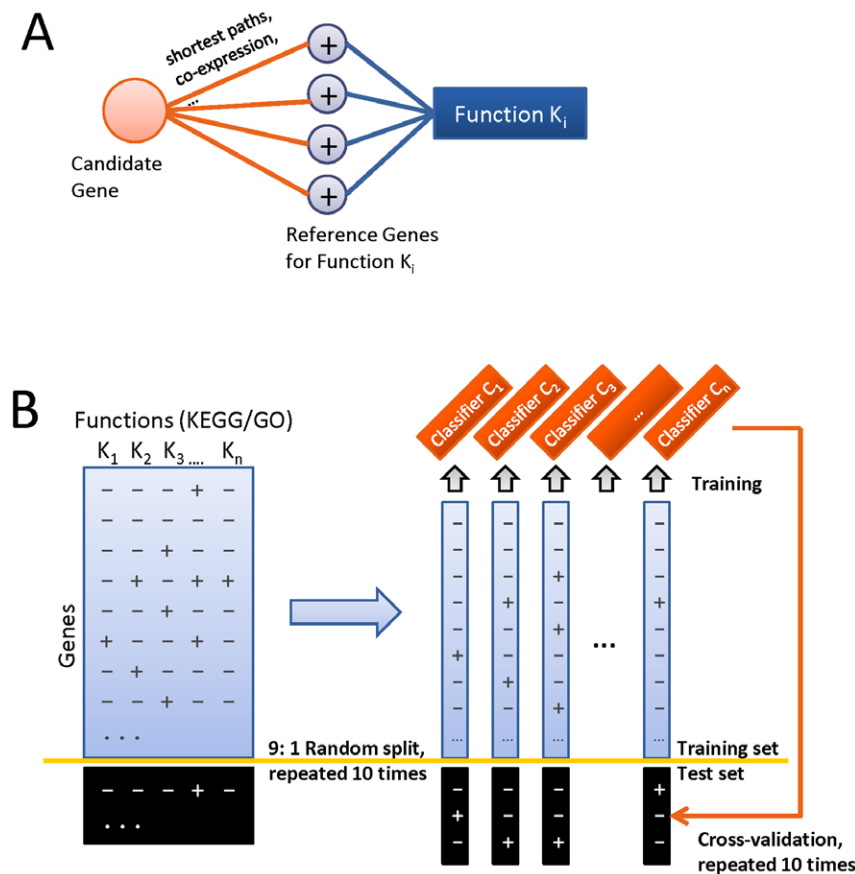 A
shortest paths,
co-expression,
...
+
+
+
+
Function Ki
Candidate
Gene
Reference Genes
for Function Ki
B
Functions (KEGG/GO)
K1 K2 K3 .... Kn
Genes
− − − + −
− − − − −
− − + − −
− + − + +
− − + − −
+ − − + −
− + − − −
− − + − −
...
− − − + −
...
9: 1 Random split,
repeated 10 times
Classifier C1
Classifier C2
Classifier C3
...
Classifier Cn
Training
− − − −
− − − −
− − + −
− + − +
− − + −
+ − − ... −
− + − −
− − + −
... ... ... ...
Training set
Test set
− − − +
+ − − −
− + + −
Cross-validation,
repeated 10 times